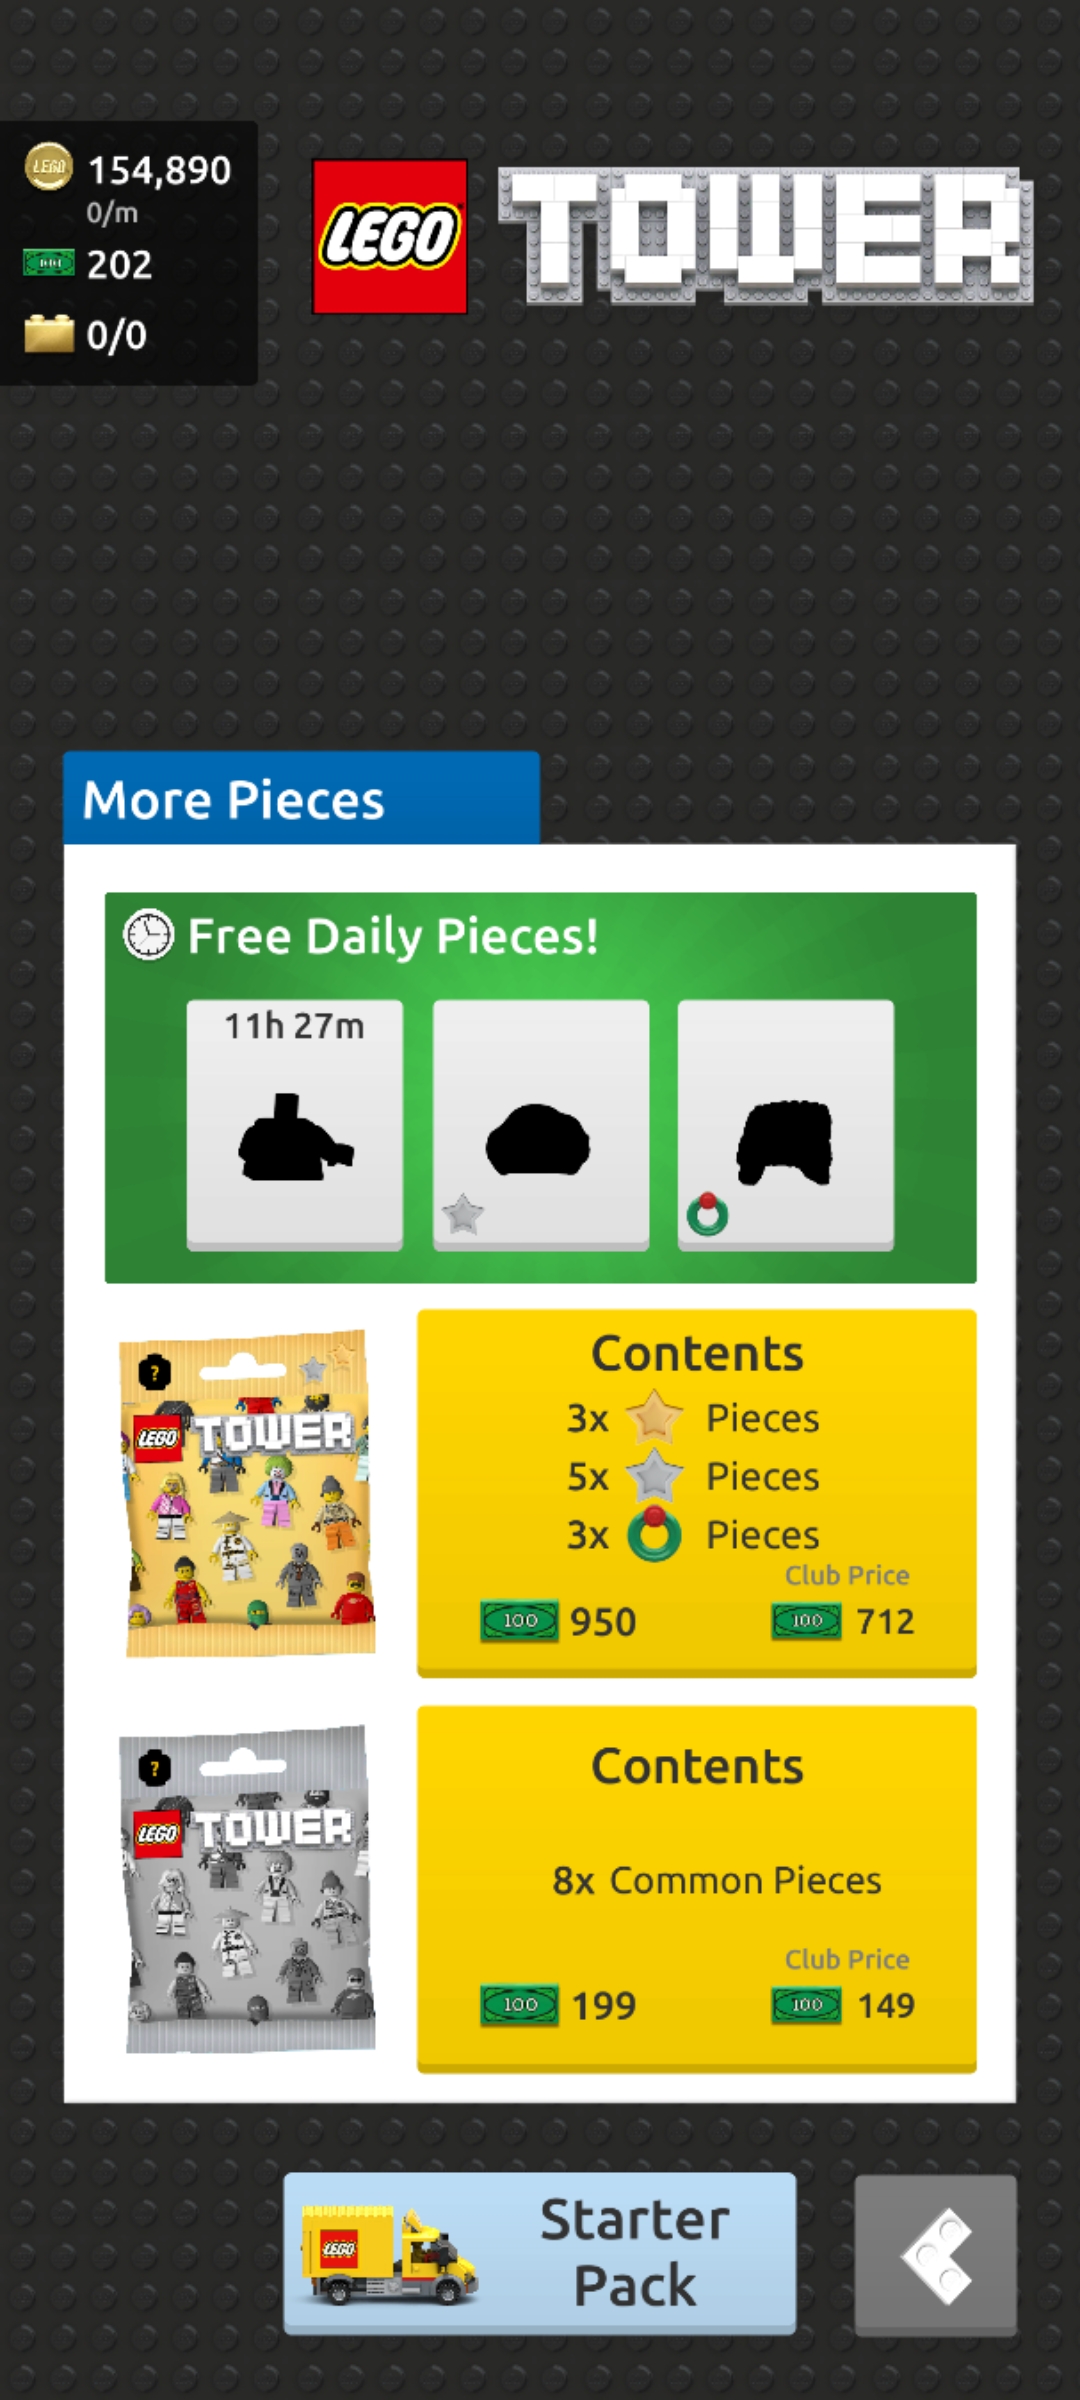 154,890
0/m
202
0/0
LEGO TOWER
More Pieces
Free Daily Pieces!
11h 27m
?
LEGO TOWER
Contents
3x Pieces
5x Pieces
3x Pieces
Club Price
100 950
100 712
?
LEGO TOWER
Contents
8x Common Pieces
Club Price
100 199
100 149
LEGO
Starter
Pack